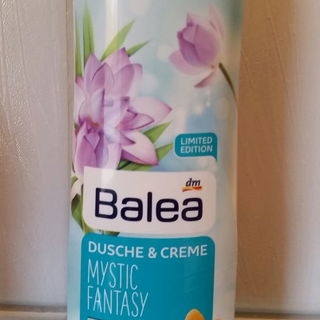 LIMITED
EDITION
dm
Balea
DUSCHE & CREME
MYSTIC
FANTASY